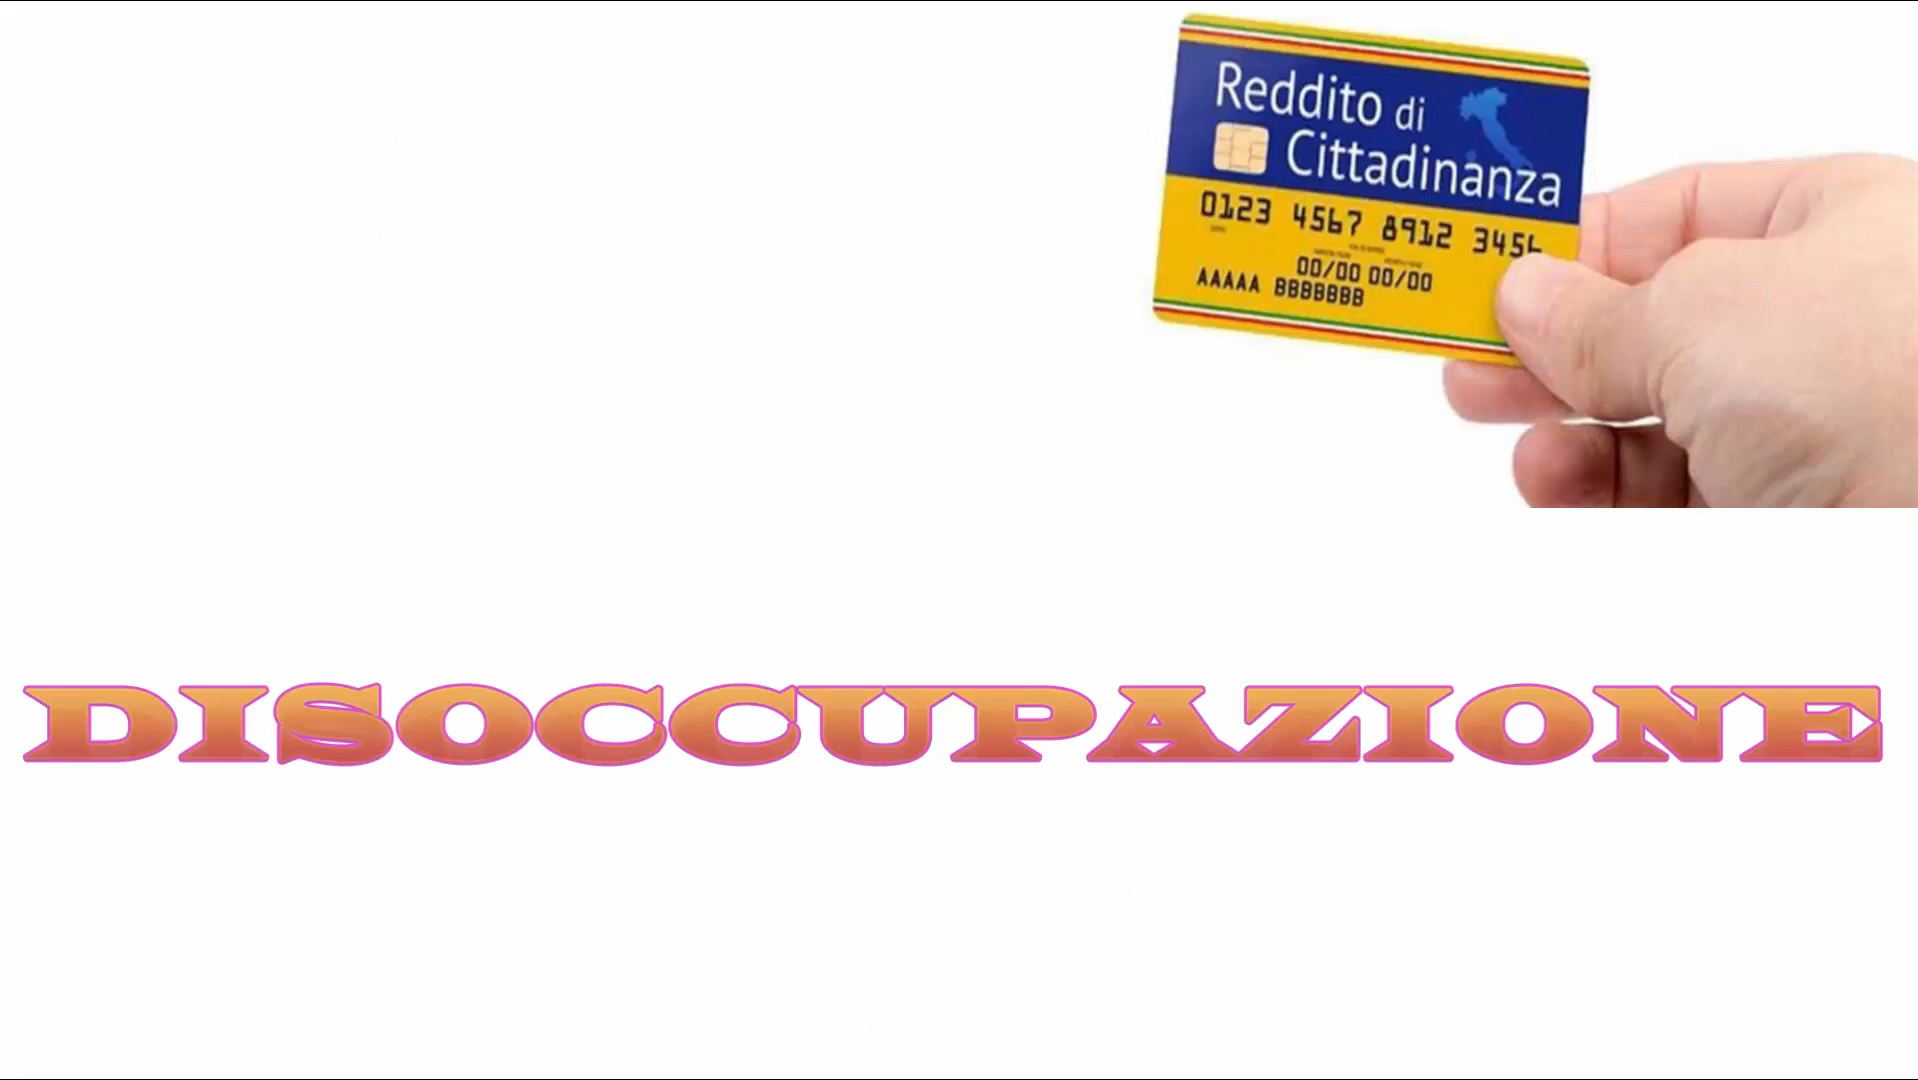 Reddito di
Cittadinanza
0123 4567 8912 3456
00/00 00/00
AAAAA BBBBBBB
DISOCCUPAZIONE